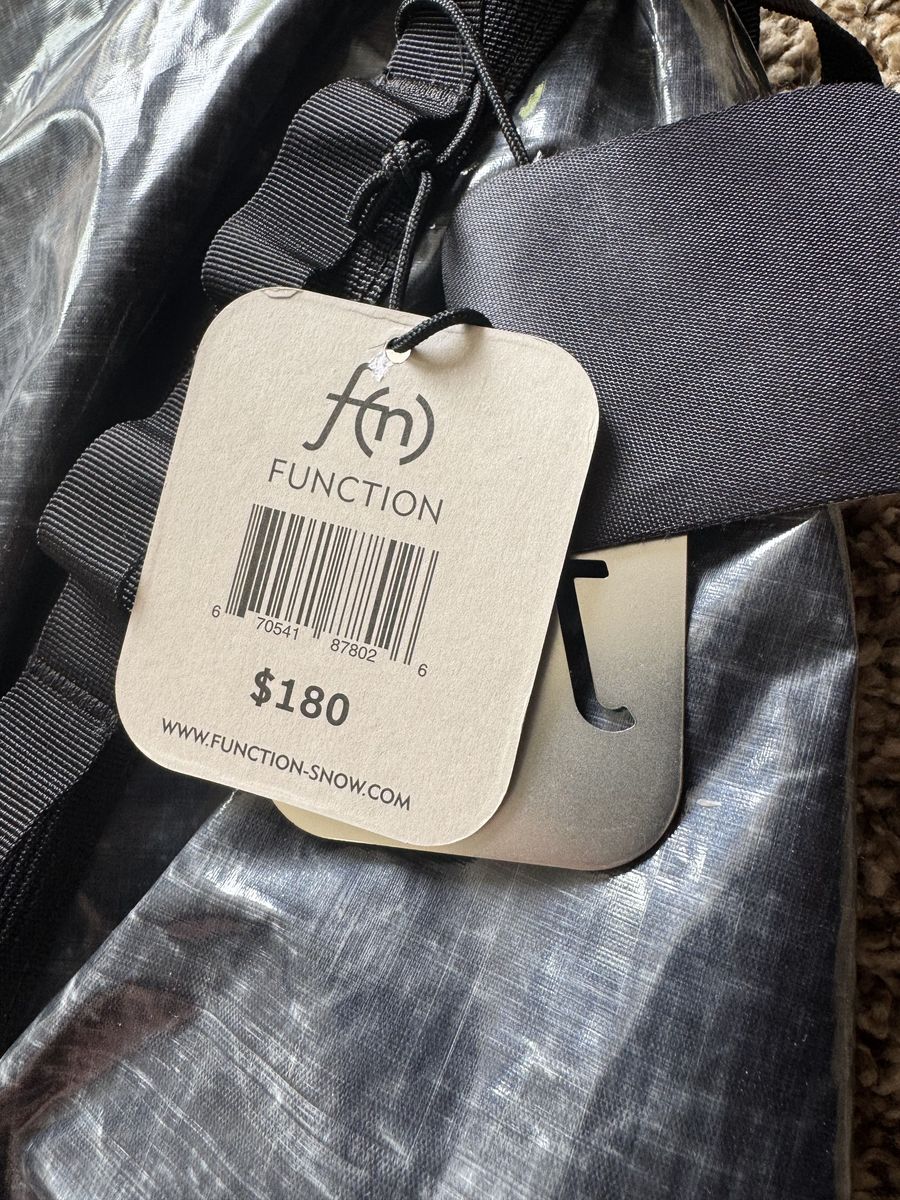 f(n)
FUNCTION
6 70541 87802 6
$180
WWW.FUNCTION-SNOW.COM